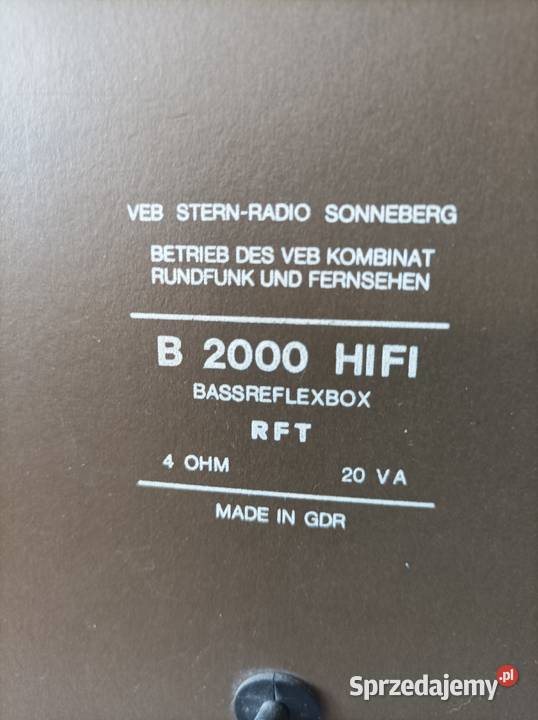 VEB STERN-RADIO SONNEBERG
BETRIEB DES VEB KOMBINAT
RUNDFUNK UND FERNSEHEN
B 2000 HIFI
BASSREFLEXBOX
RFT
4 OHM 20 VA
MADE IN GDR
Sprzedajemy.pl